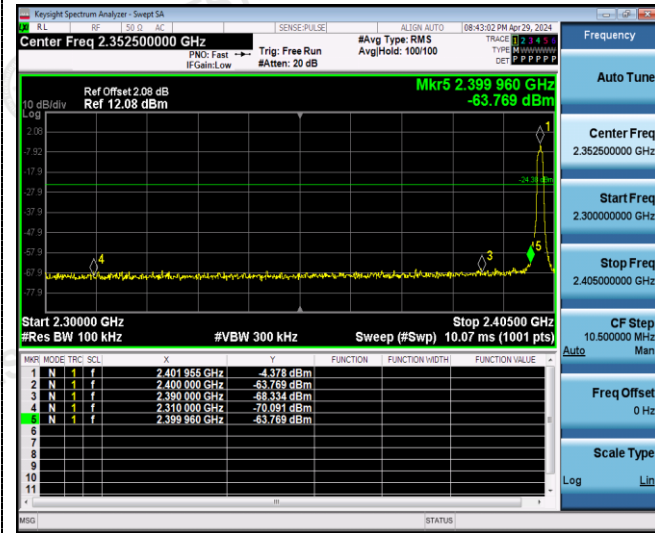 Keysight Spectrum Analyzer - Swept SA
RL RF 50 Ω AC SENSE:PULSE ALIGN AUTO 08:43:02 PM Apr 29, 2024
Center Freq 2.352500000 GHz
PNO: Fast Trig: Free Run
IFGain:Low #Atten: 20 dB
#Avg Type: RMS
Avg|Hold: 100/100
TRACE 1 2 3 4 5 6
TYPE M WWWWW
DET P P P P P P
Ref Offset 2.08 dB
10 dB/div Ref 12.08 dBm
Log
Mkr5 2.399 960 GHz
-63.769 dBm
2.08
-7.92
-17.9
-27.9
-37.9
-47.9
-57.9
-67.9
-77.9
-24.38 dBm
1
3
4
5
Start 2.30000 GHz Stop 2.40500 GHz
#Res BW 100 kHz #VBW 300 kHz Sweep (#Swp) 10.07 ms (1001 pts)
MKR MODE TRC SCL X Y FUNCTION FUNCTION WIDTH FUNCTION VALUE
1 N 1 f 2.401 955 GHz -4.378 dBm
2 N 1 f 2.400 000 GHz -63.769 dBm
3 N 1 f 2.390 000 GHz -68.334 dBm
4 N 1 f 2.310 000 GHz -70.091 dBm
5 N 1 f 2.399 960 GHz -63.769 dBm
6
7
8
9
10
11
MSG STATUS
Frequency
Auto Tune
Center Freq
2.352500000 GHz
Start Freq
2.300000000 GHz
Stop Freq
2.405000000 GHz
CF Step
10.500000 MHz
Auto Man
Freq Offset
0 Hz
Scale Type
Log Lin